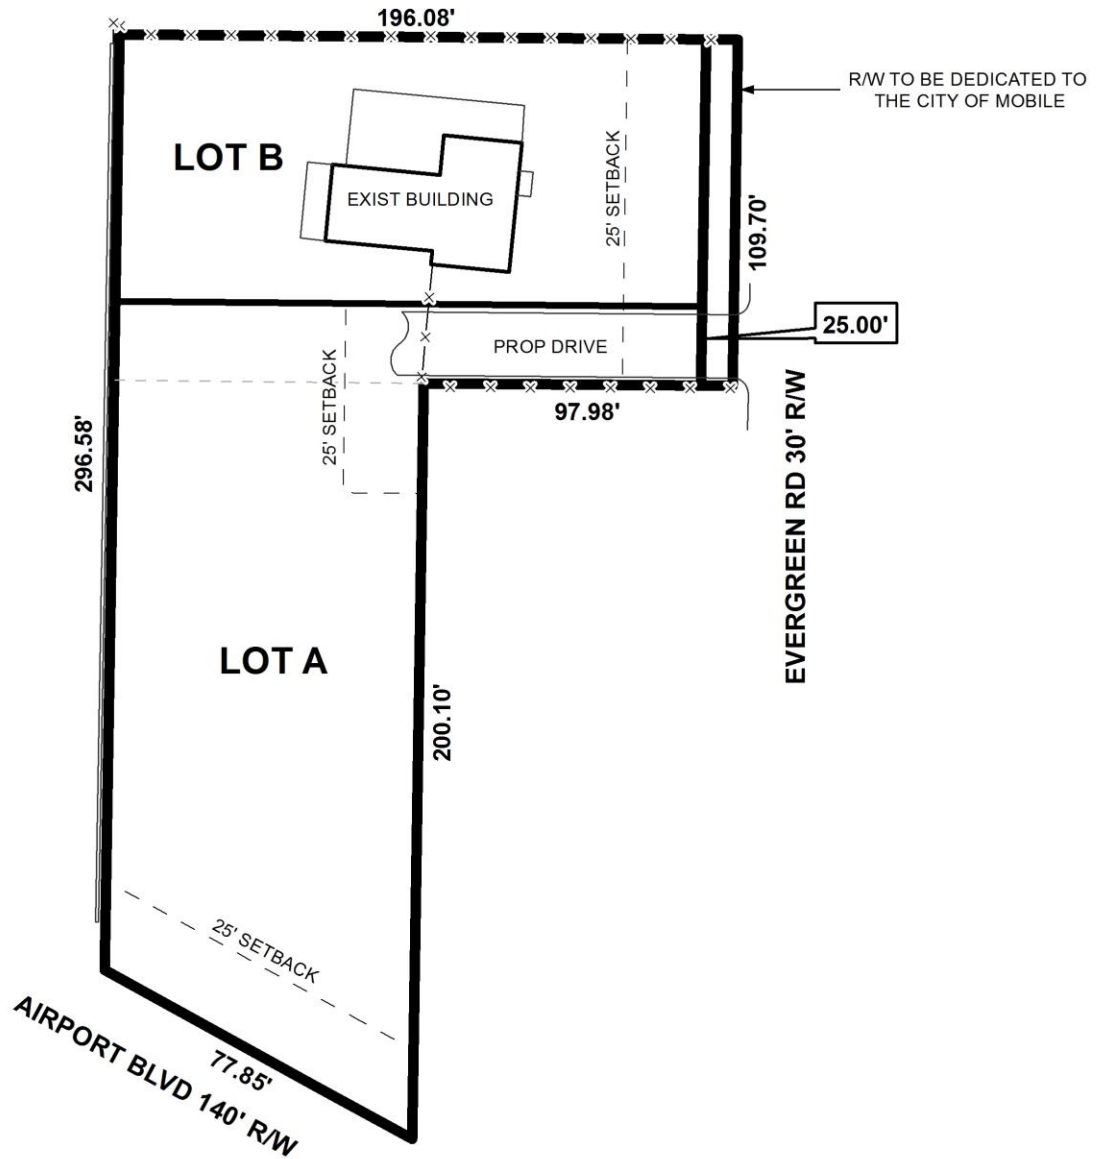 196.08'
R/W TO BE DEDICATED TO
THE CITY OF MOBILE
LOT B
EXIST BUILDING
25' SETBACK
109.70'
25.00'
PROP DRIVE
25' SETBACK
97.98'
296.58'
EVERGREEN RD 30' R/W
LOT A
200.10'
25' SETBACK
77.85'
AIRPORT BLVD 140' R/W